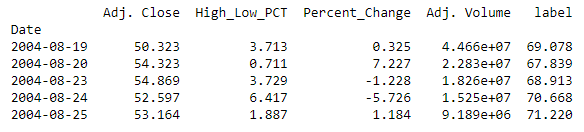 Adj. Close High_Low_PCT Percent_Change Adj. Volume label
Date
2004-08-19 50.323 3.713 0.325 4.466e+07 69.078
2004-08-20 54.323 0.711 7.227 2.283e+07 67.839
2004-08-23 54.869 3.729 -1.228 1.826e+07 68.913
2004-08-24 52.597 6.417 -5.726 1.525e+07 70.668
2004-08-25 53.164 1.887 1.184 9.189e+06 71.220